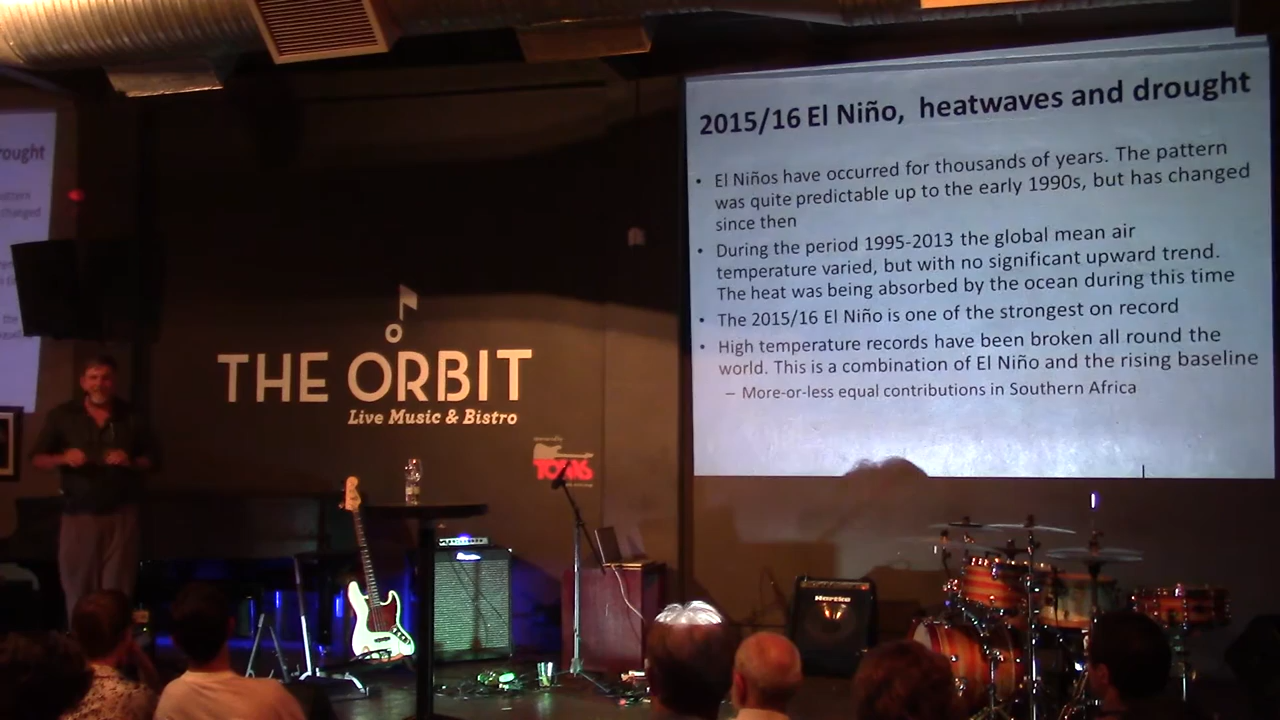 2015/16 El Niño, heatwaves and drought
• El Niños have occurred for thousands of years. The pattern
was quite predictable up to the early 1990s, but has changed
since then
• During the period 1995-2013 the global mean air
temperature varied, but with no significant upward trend.
The heat was being absorbed by the ocean during this time
• The 2015/16 El Niño is one of the strongest on record
• High temperature records have been broken all round the
world. This is a combination of El Niño and the rising baseline
– More-or-less equal contributions in Southern Africa
THE ORBIT
Live Music & Bistro
TOMS
Hartke
rought
pattern
changed
the